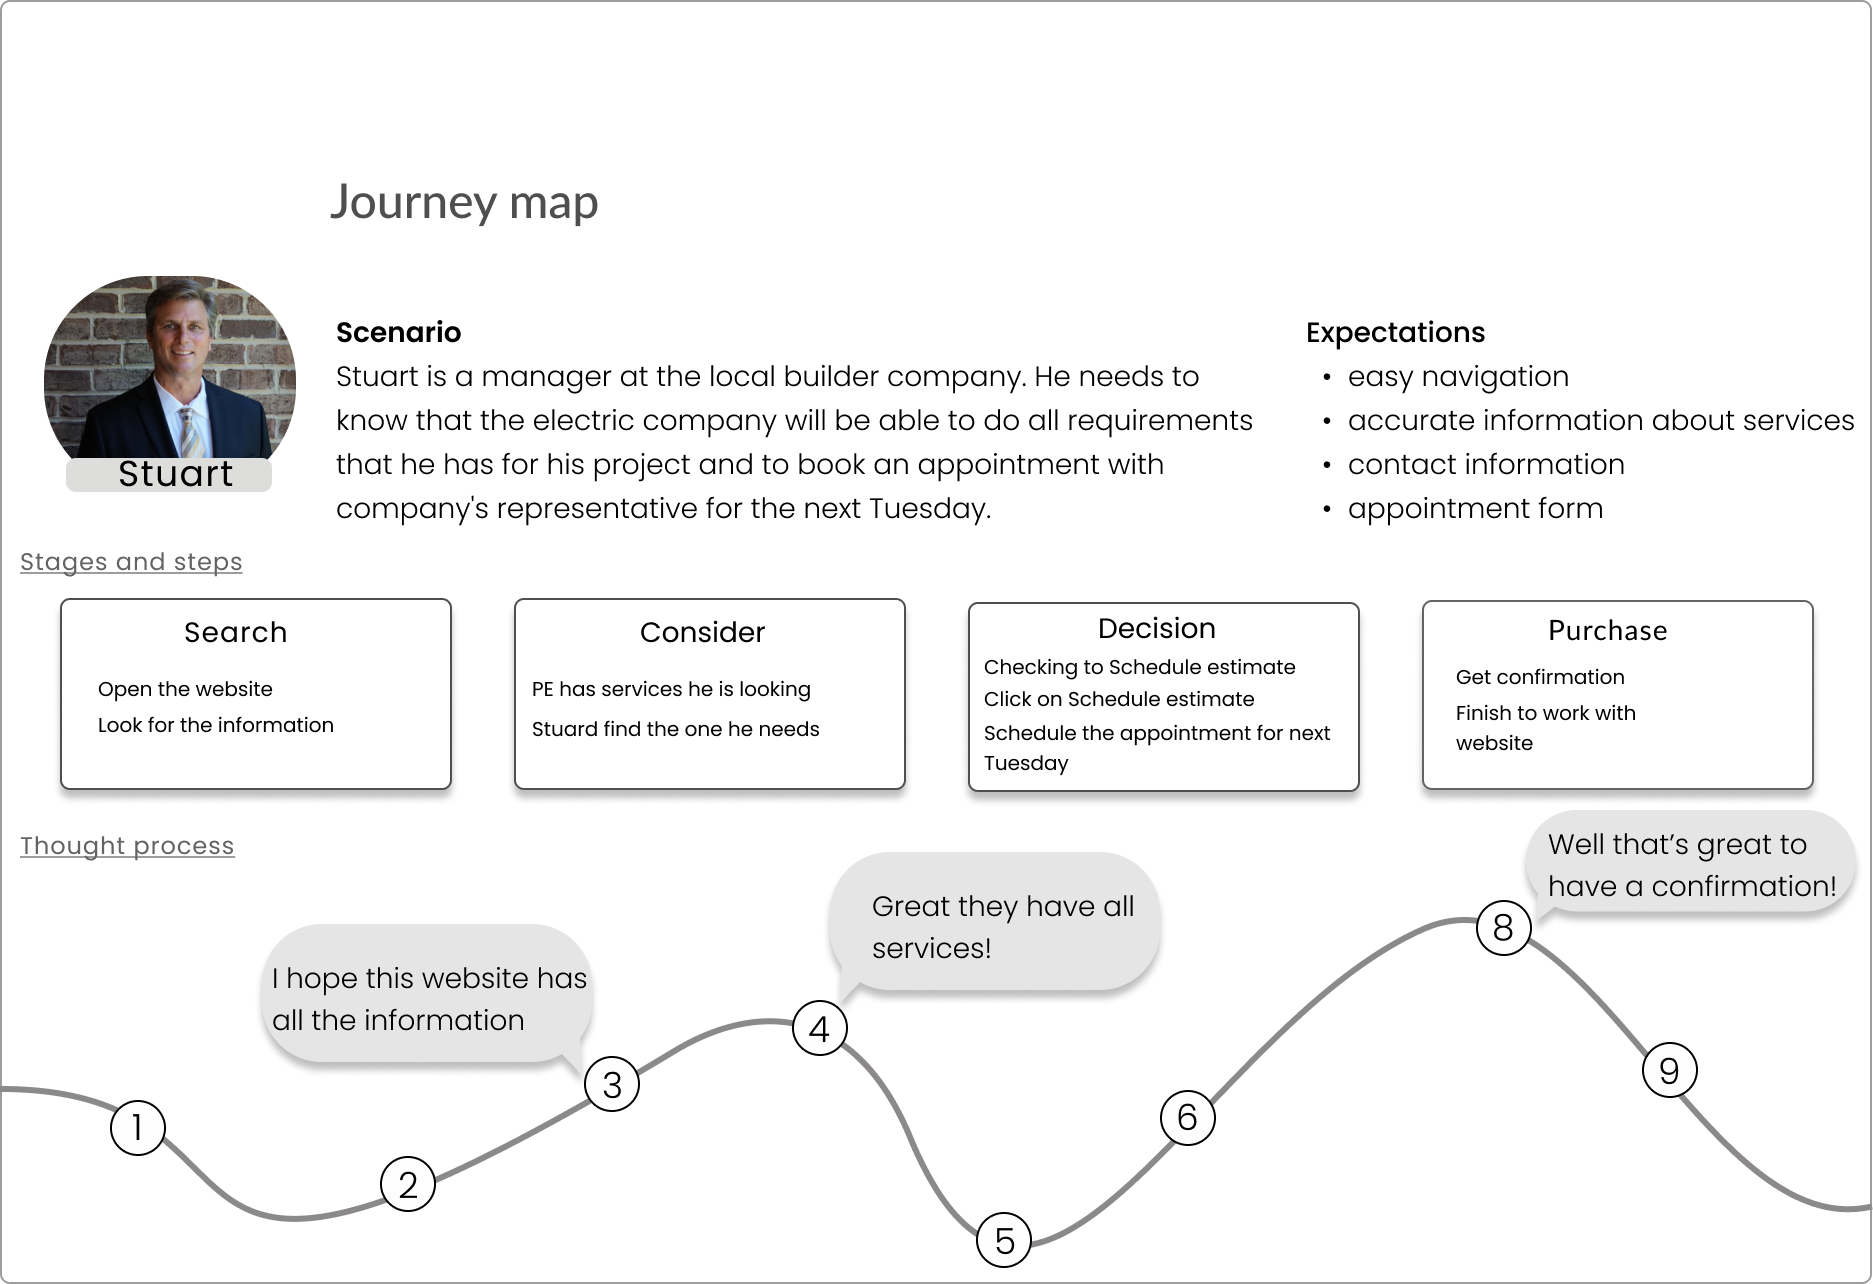 Journey map
Stuart
Scenario
Stuart is a manager at the local builder company. He needs to
know that the electric company will be able to do all requirements
that he has for his project and to book an appointment with
company's representative for the next Tuesday.
Expectations
• easy navigation
• accurate information about services
• contact information
• appointment form
Stages and steps
Search
Open the website
Look for the information
Consider
PE has services he is looking
Stuard find the one he needs
Decision
Checking to Schedule estimate
Click on Schedule estimate
Schedule the appointment for next
Tuesday
Purchase
Get confirmation
Finish to work with
website
Thought process
I hope this website has
all the information
Great they have all
services!
Well that’s great to
have a confirmation!
1
2
3
4
5
6
8
9